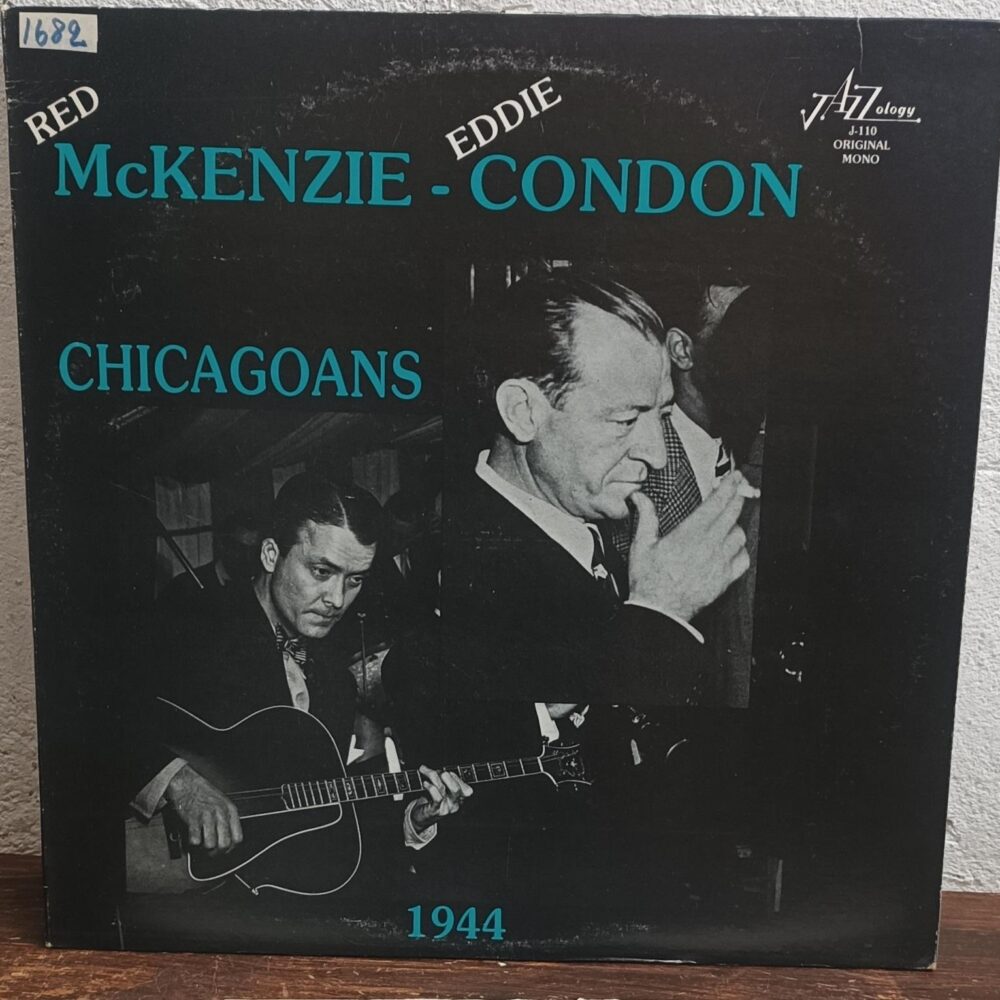 1682
RED
EDDIE
McKENZIE - CONDON
JAZZology
J-110
ORIGINAL
MONO
CHICAGOANS
1944